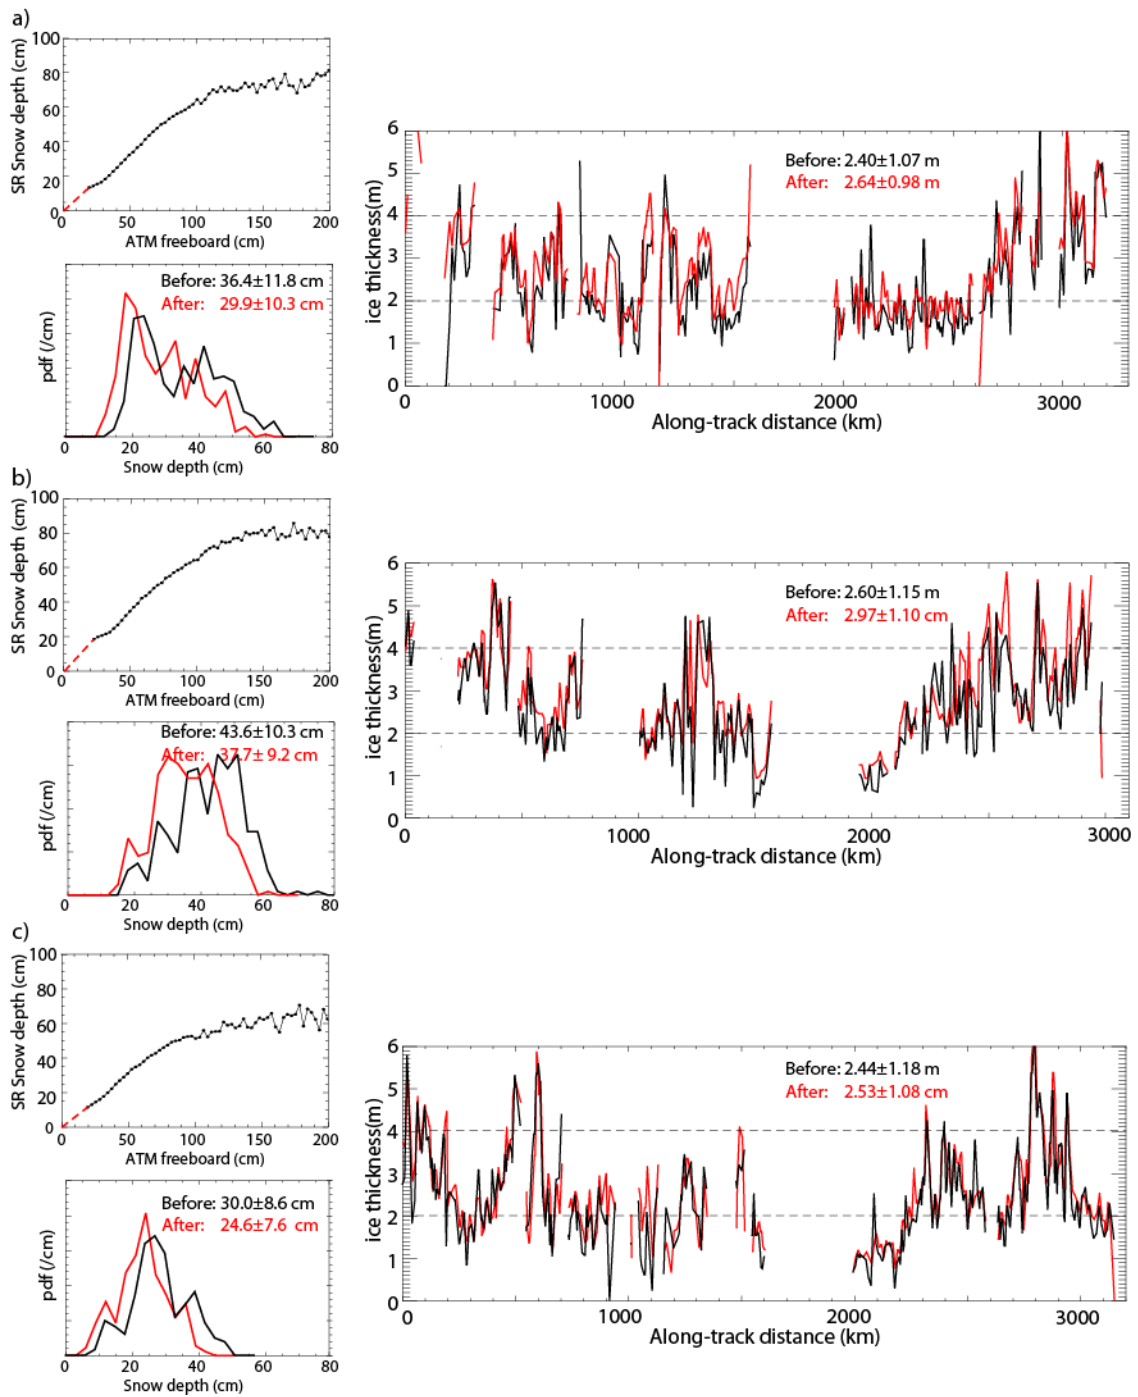 a)
100
80
60
40
20
0
SR Snow depth (cm)
0 50 100 150 200
ATM freeboard (cm)
Before: 36.4±11.8 cm
After: 29.9±10.3 cm
pdf (/cm)
0 20 40 60 80
Snow depth (cm)
6
5
4
3
2
1
0
ice thickness(m)
Before: 2.40±1.07 m
After: 2.64±0.98 m
0 1000 2000 3000
Along-track distance (km)
b)
100
80
60
40
20
0
SR Snow depth (cm)
0 50 100 150 200
ATM freeboard (cm)
Before: 43.6±10.3 cm
After: 37.7± 9.2 cm
pdf (/cm)
0 20 40 60 80
Snow depth (cm)
6
5
4
3
2
1
0
ice thickness(m)
Before: 2.60±1.15 m
After: 2.97±1.10 cm
0 1000 2000 3000
Along-track distance (km)
c)
100
80
60
40
20
0
SR Snow depth (cm)
0 50 100 150 200
ATM freeboard (cm)
Before: 30.0±8.6 cm
After: 24.6±7.6 cm
pdf (/cm)
0 20 40 60 80
Snow depth (cm)
6
5
4
3
2
1
0
ice thickness(m)
Before: 2.44±1.18 m
After: 2.53±1.08 cm
0 1000 2000 3000
Along-track distance (km)